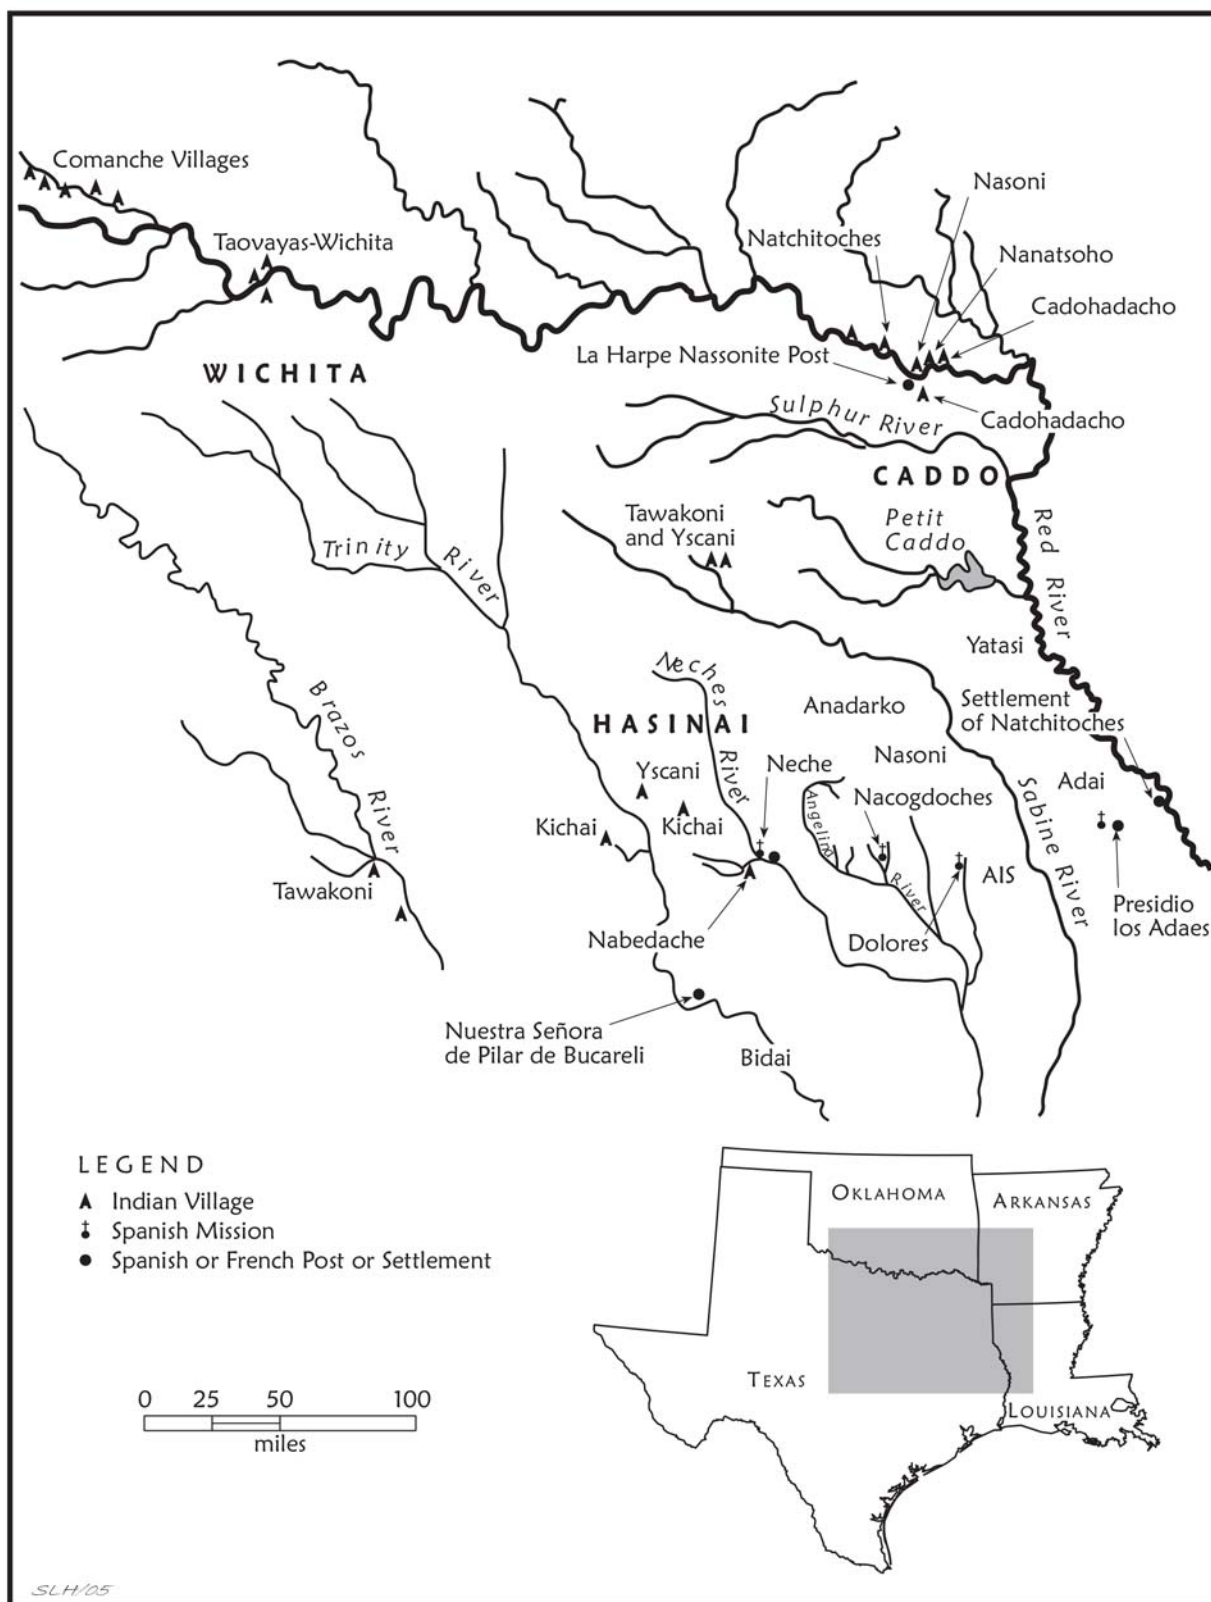 Comanche Villages
Taovayas-Wichita
Nasoni
Natchitoches
Nanatsoho
Cadohadacho
La Harpe Nassonite Post
WICHITA
Sulphur River
Cadohadacho
CADDO
Tawakoni
and Yscani
Petit
Caddo
Red River
Trinity River
Yatasi
Neches River
Anadarko
Settlement
of Natchitoches
Brazos River
HASINAI
Nasoni
Yscani
Neche
Adai
Sabine River
Angelina River
Nacogdoches
Kichai
Kichai
Tawakoni
AIS
Presidio
los Adaes
Nabedache
Dolores
Nuestra Señora
de Pilar de Bucareli
Bidai
LEGEND
Indian Village
Spanish Mission
Spanish or French Post or Settlement
0 25 50 100
miles
OKLAHOMA
ARKANSAS
TEXAS
LOUISIANA
SLH/05